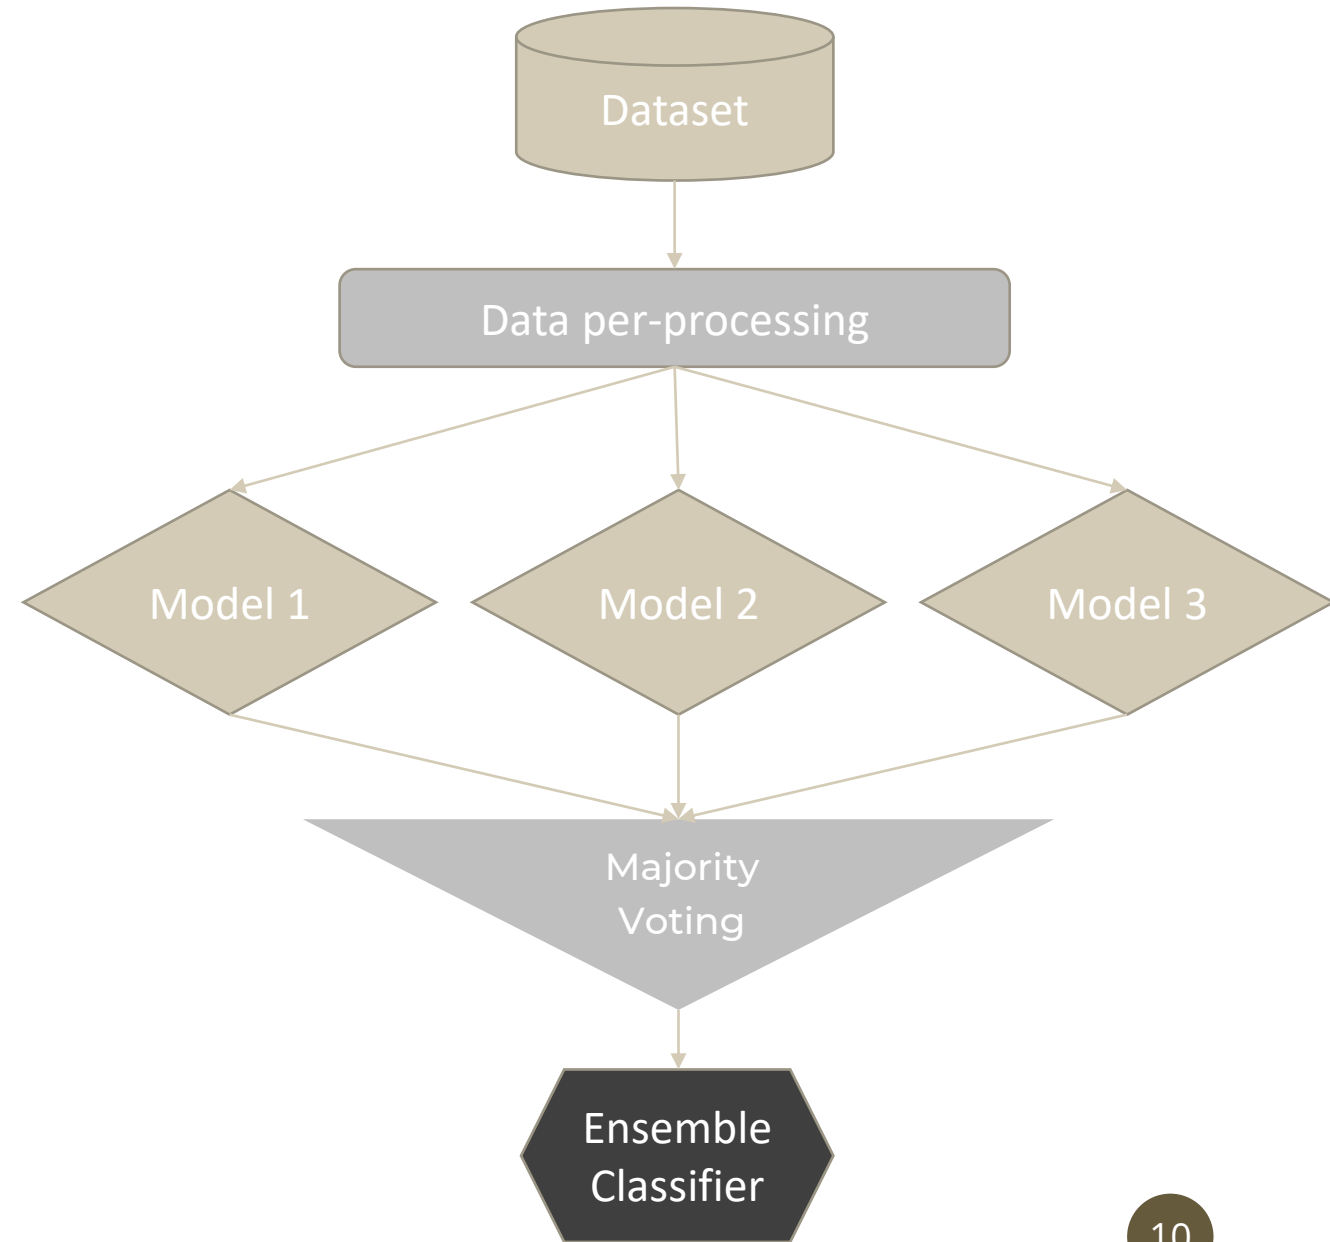 Dataset
Data per-processing
Model 1
Model 2
Model 3
Majority
Voting
Ensemble
Classifier
10